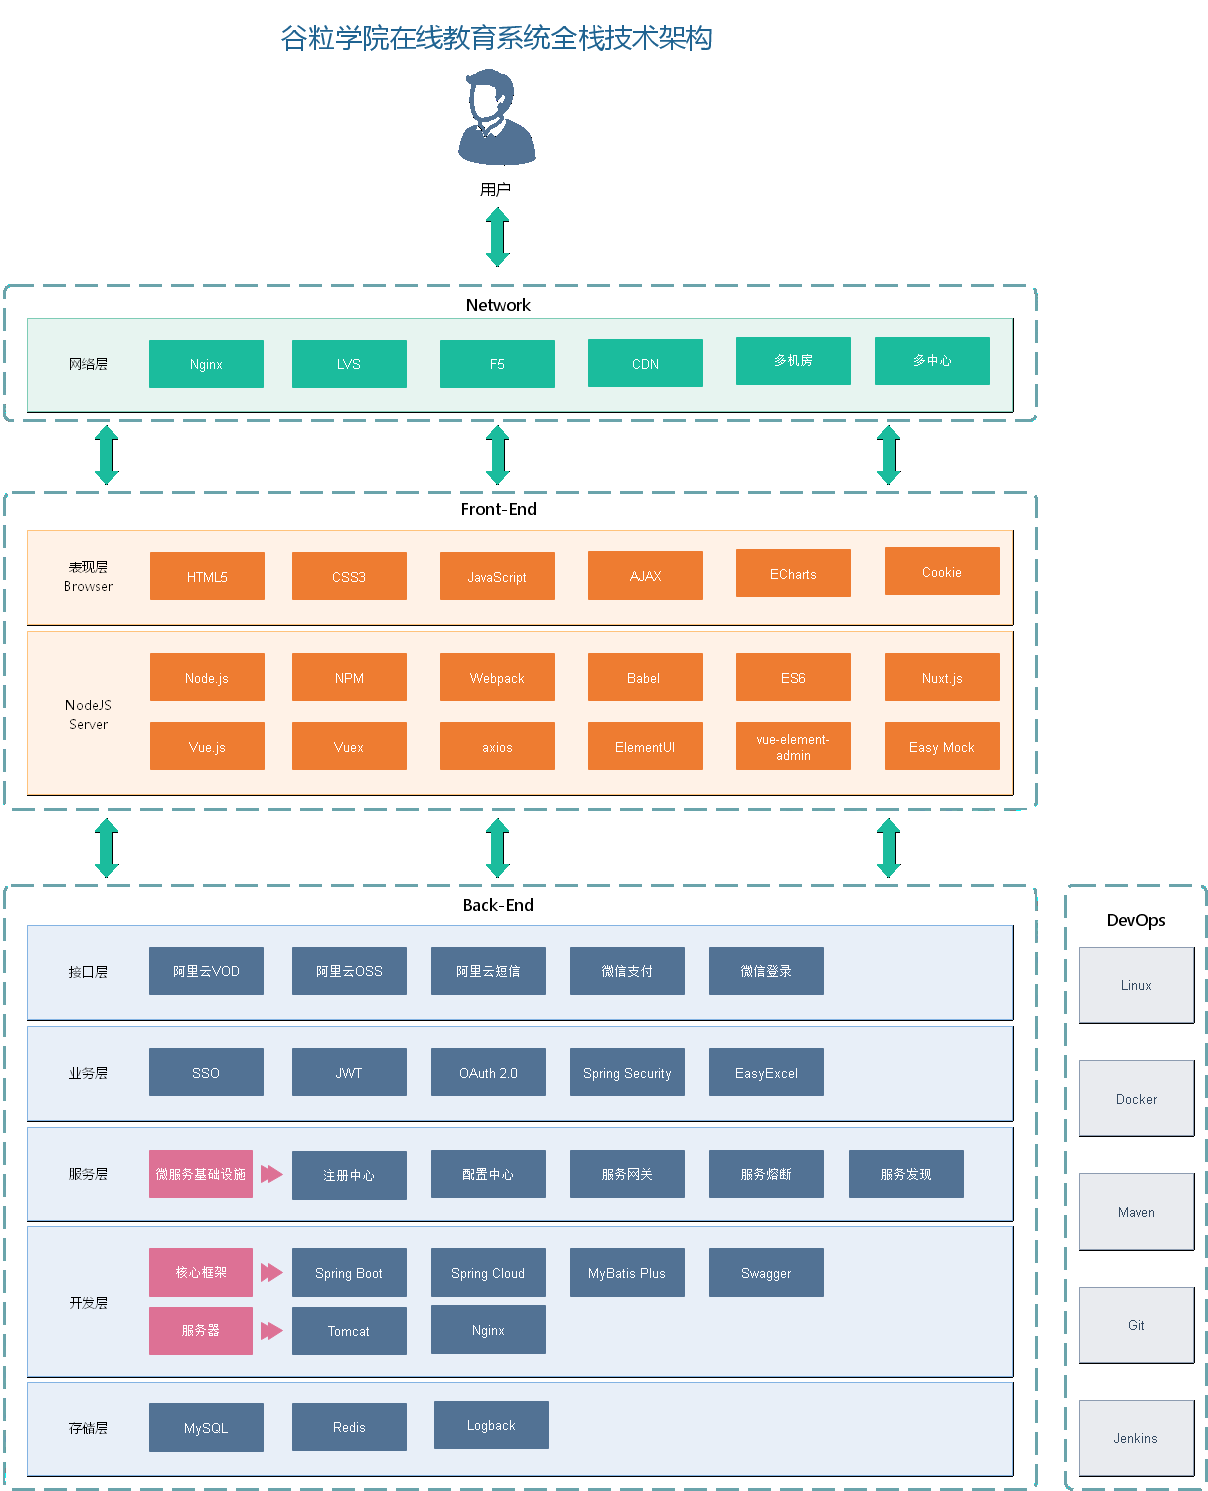 谷粒学院在线教育系统全栈技术架构
用户
Network
网络层
Nginx
LVS
F5
CDN
多机房
多中心
Front-End
表现层
Browser
HTML5
CSS3
JavaScript
AJAX
ECharts
Cookie
NodeJS
Server
Node.js
NPM
Webpack
Babel
ES6
Nuxt.js
Vue.js
Vuex
axios
ElementUI
vue-element-
admin
Easy Mock
Back-End
接口层
阿里云VOD
阿里云OSS
阿里云短信
微信支付
微信登录
业务层
SSO
JWT
OAuth 2.0
Spring Security
EasyExcel
服务层
微服务基础设施
注册中心
配置中心
服务网关
服务熔断
服务发现
开发层
核心框架
Spring Boot
Spring Cloud
MyBatis Plus
Swagger
服务器
Tomcat
Nginx
存储层
MySQL
Redis
Logback
DevOps
Linux
Docker
Maven
Git
Jenkins